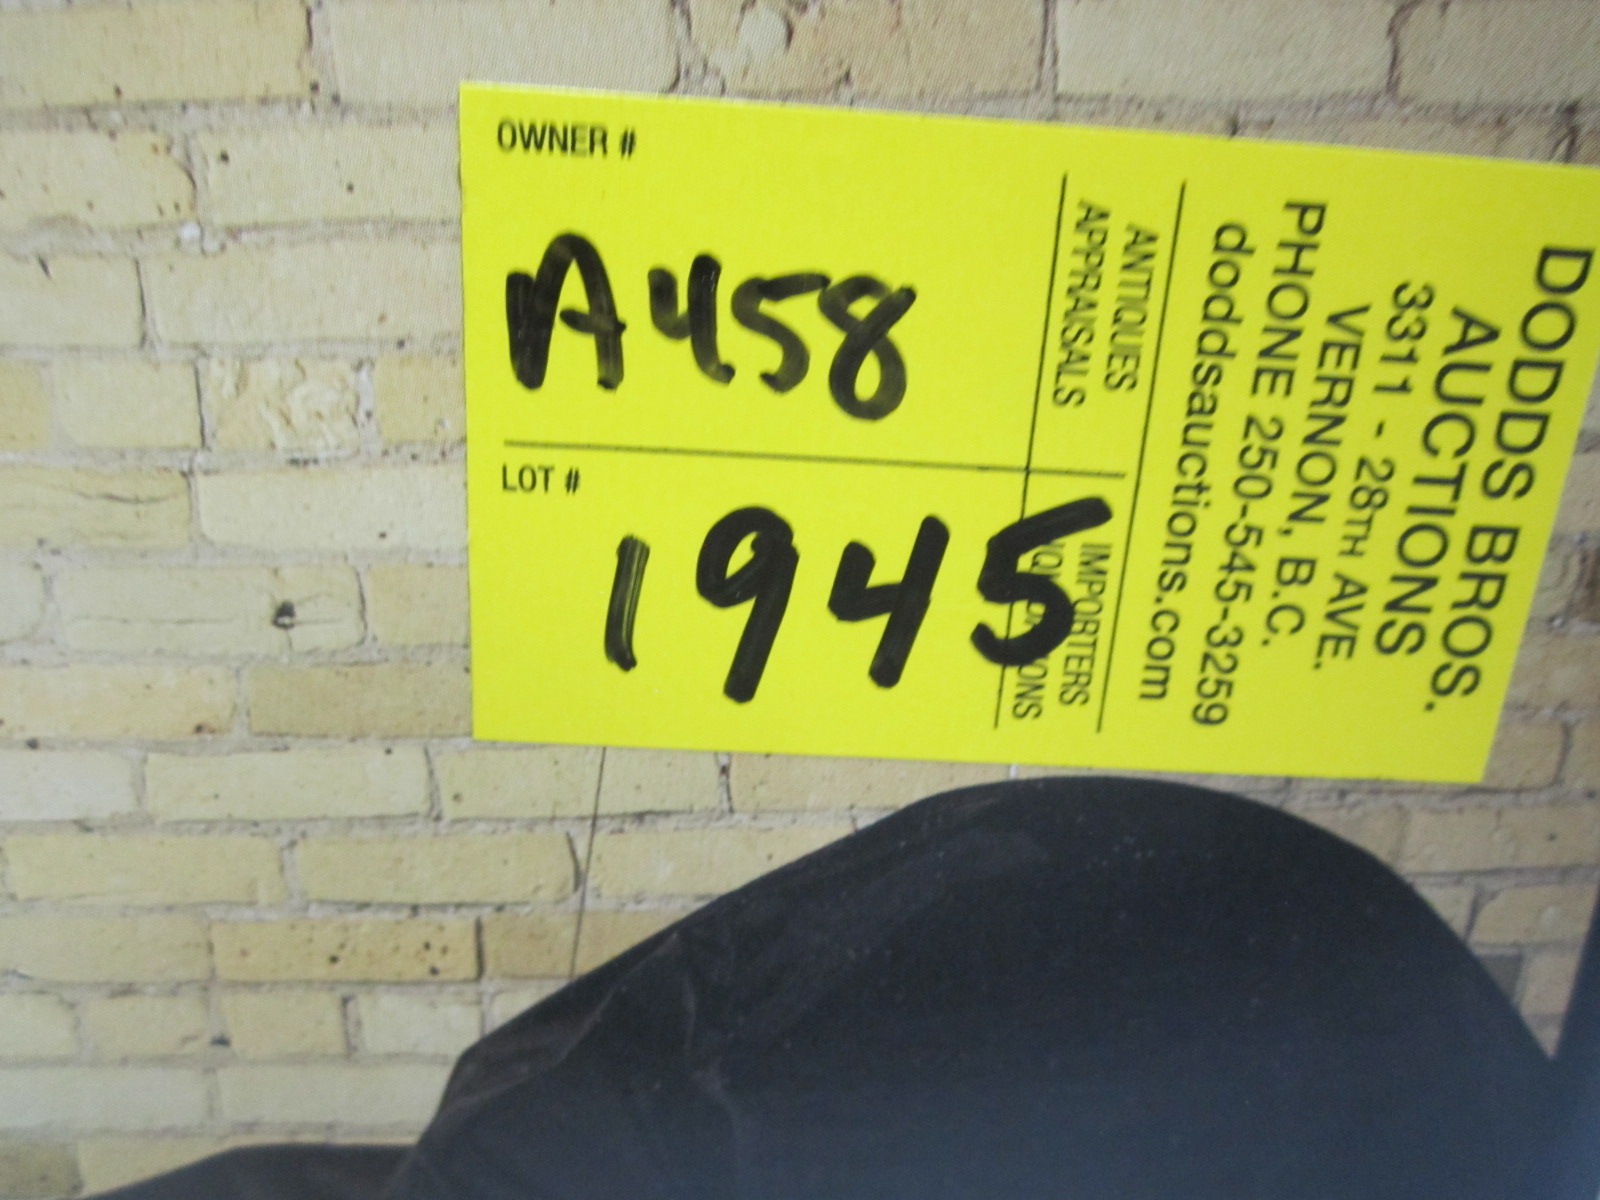 OWNER #
A458
LOT #
1945
DODDS BROS.
AUCTIONS
3311 - 28TH AVE.
VERNON, B.C.
PHONE 250-545-3259
doddsauctions.com
ANTIQUES
APPRAISALS
IMPORTERS